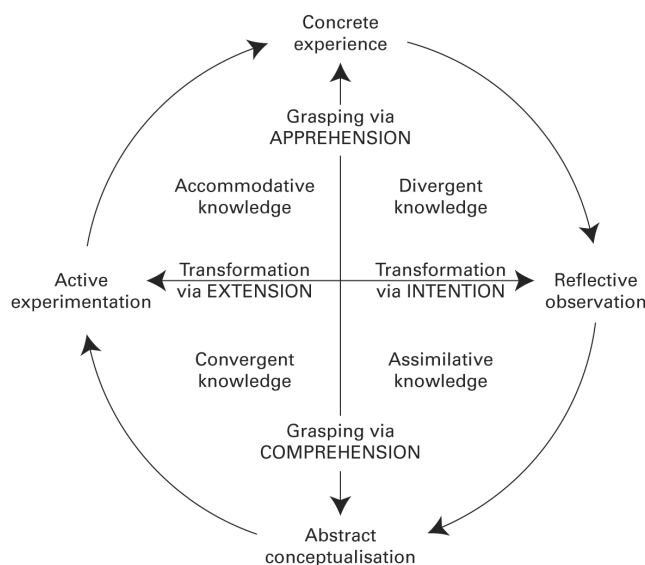 Concrete
experience
Grasping via
APPREHENSION
Accommodative
knowledge
Divergent
knowledge
Active
experimentation
Transformation
via EXTENSION
Transformation
via INTENTION
Reflective
observation
Convergent
knowledge
Assimilative
knowledge
Grasping via
COMPREHENSION
Abstract
conceptualisation